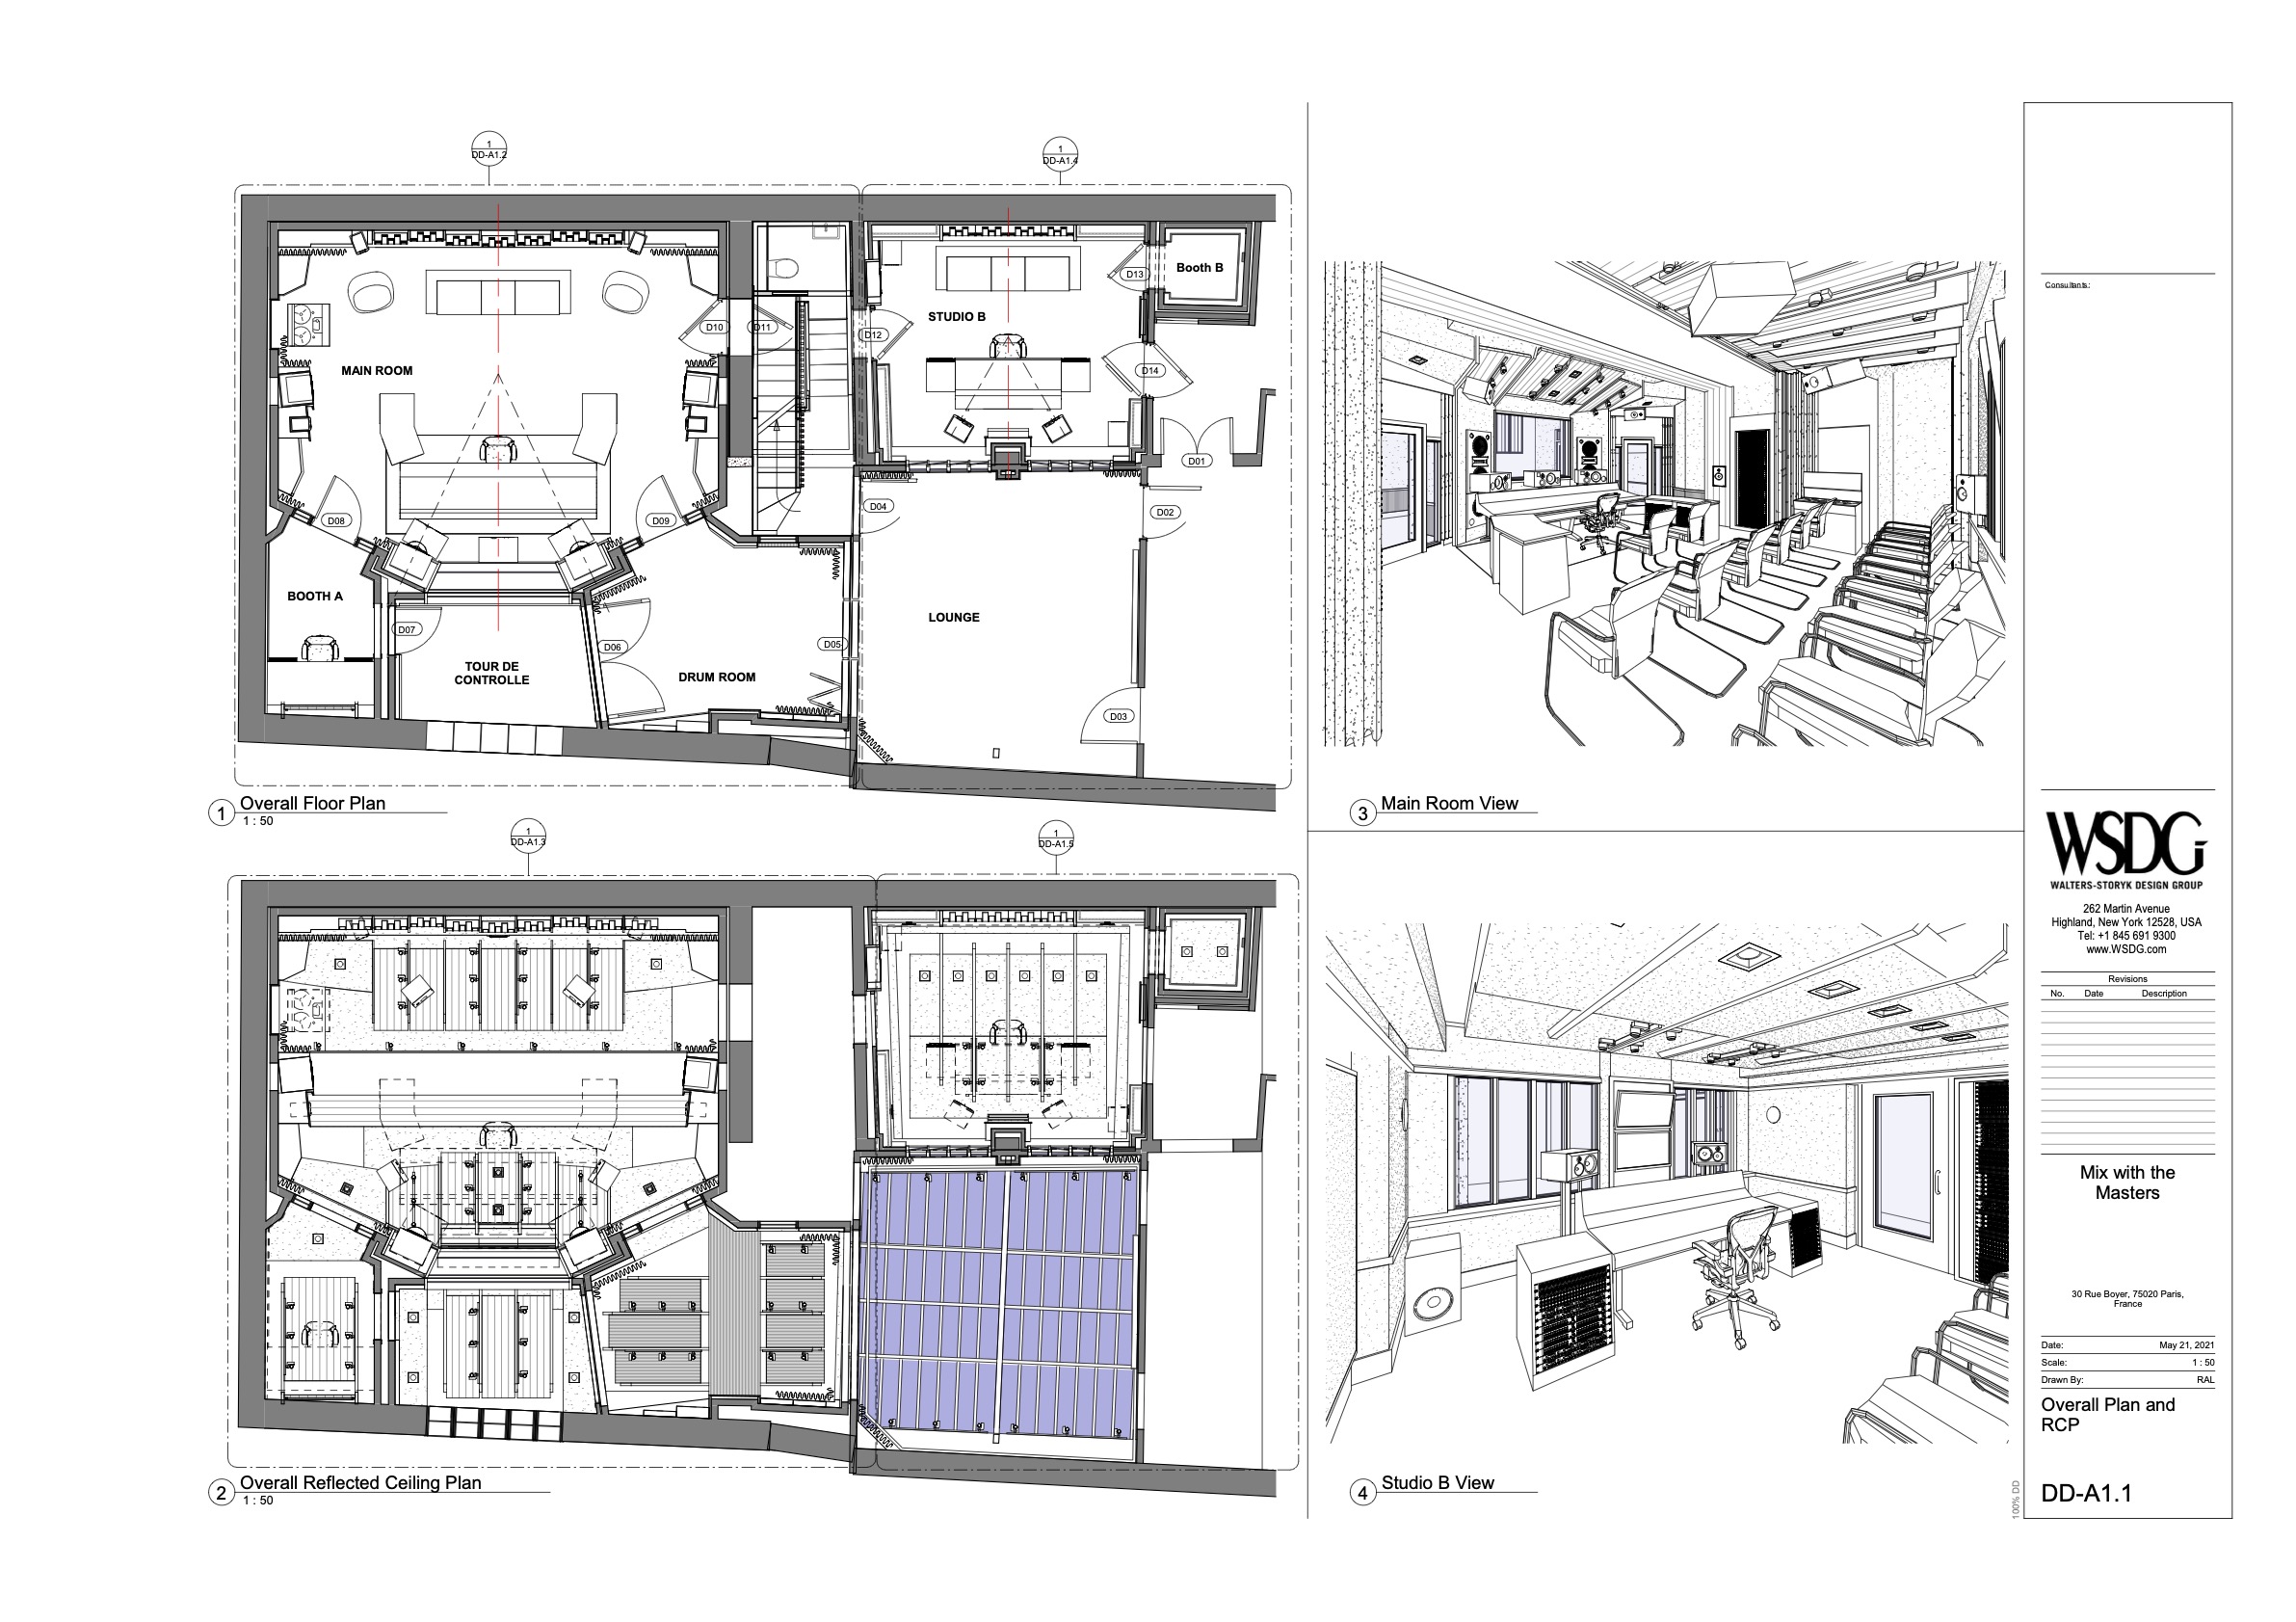 1
DD-A1.2
1
DD-A1.4
MAIN ROOM
D10
D11
D12
STUDIO B
D13
Booth B
D14
D01
D08
D09
D04
D02
BOOTH A
D07
D06
D05
TOUR DE
CONTROLLE
DRUM ROOM
LOUNGE
D03
1
Overall Floor Plan
1 : 50
1
DD-A1.3
1
DD-A1.5
2
Overall Reflected Ceiling Plan
1 : 50
3
Main Room View
4
Studio B View
Consultants:
WSDG
WALTERS-STORYK DESIGN GROUP
262 Martin Avenue
Highland, New York 12528, USA
Tel: +1 845 691 9300
www.WSDG.com
Revisions
No. Date Description
Mix with the
Masters
30 Rue Boyer, 75020 Paris,
France
Date: May 21, 2021
Scale: 1 : 50
Drawn By: RAL
Overall Plan and
RCP
DD-A1.1
100% DD